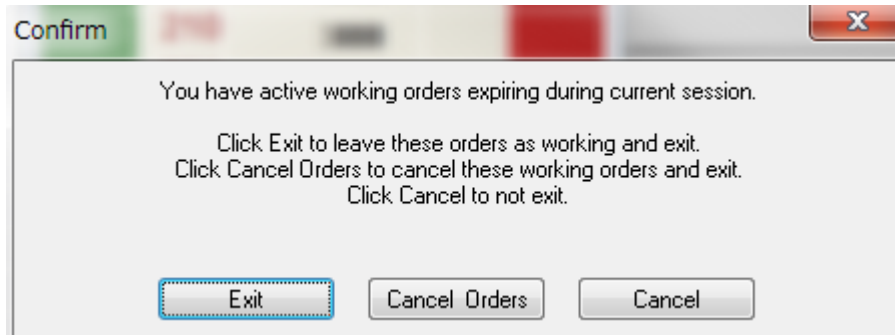 Confirm
210
You have active working orders expiring during current session.
Click Exit to leave these orders as working and exit.
Click Cancel Orders to cancel these working orders and exit.
Click Cancel to not exit.
Exit
Cancel Orders
Cancel